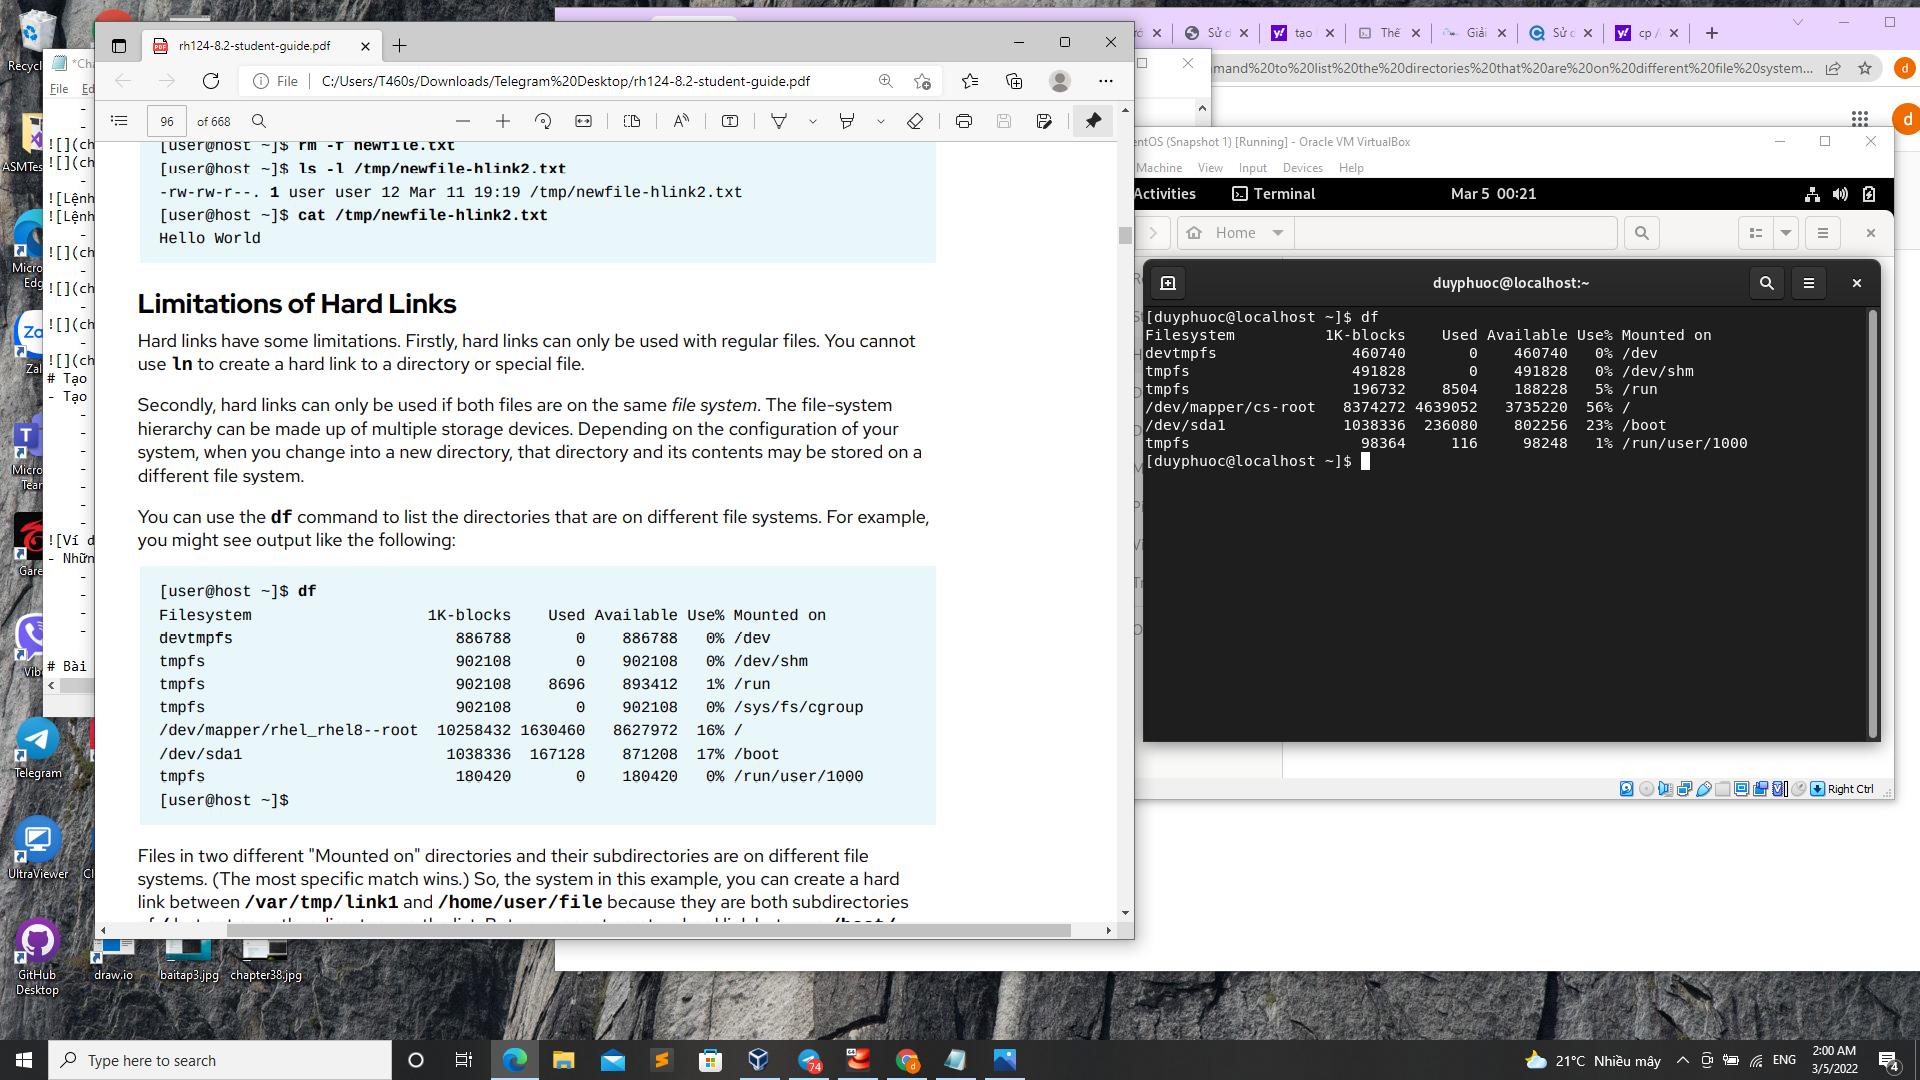 rh124-8.2-student-guide.pdf
File C:/Users/T460s/Downloads/Telegram%20Desktop/rh124-8.2-student-guide.pdf
96 of 668
[user@host ~]$ rm -f newfile.txt
[user@host ~]$ ls -l /tmp/newfile-hlink2.txt
-rw-rw-r--. 1 user user 12 Mar 11 19:19 /tmp/newfile-hlink2.txt
[user@host ~]$ cat /tmp/newfile-hlink2.txt
Hello World
Limitations of Hard Links
Hard links have some limitations. Firstly, hard links can only be used with regular files. You cannot
use ln to create a hard link to a directory or special file.
Secondly, hard links can only be used if both files are on the same file system. The file-system
hierarchy can be made up of multiple storage devices. Depending on the configuration of your
system, when you change into a new directory, that directory and its contents may be stored on a
different file system.
You can use the df command to list the directories that are on different file systems. For example,
you might see output like the following:
[user@host ~]$ df
Filesystem 1K-blocks Used Available Use% Mounted on
devtmpfs 886788 0 886788 0% /dev
tmpfs 902108 0 902108 0% /dev/shm
tmpfs 902108 8696 893412 1% /run
tmpfs 902108 0 902108 0% /sys/fs/cgroup
/dev/mapper/rhel_rhel8--root 10258432 1630460 8627972 16% /
/dev/sda1 1038336 167128 871208 17% /boot
tmpfs 180420 0 180420 0% /run/user/1000
[user@host ~]$
Files in two different "Mounted on" directories and their subdirectories are on different file
systems. (The most specific match wins.) So, the system in this example, you can create a hard
link between /var/tmp/link1 and /home/user/file because they are both subdirectories
Sử d
tạo
Thế
Giải
Sử c
cp /
mand%20to%20list%20the%20directories%20that%20are%20on%20different%20file%20system...
d
d
entOS (Snapshot 1) [Running] - Oracle VM VirtualBox
Machine View Input Devices Help
Activities Terminal Mar 5 00:21
Home
duyphuoc@localhost:~
[duyphuoc@localhost ~]$ df
Filesystem 1K-blocks Used Available Use% Mounted on
devtmpfs 460740 0 460740 0% /dev
tmpfs 491828 0 491828 0% /dev/shm
tmpfs 196732 8504 188228 5% /run
/dev/mapper/cs-root 8374272 4639052 3735220 56% /
/dev/sda1 1038336 236080 802256 23% /boot
tmpfs 98364 116 98248 1% /run/user/1000
[duyphuoc@localhost ~]$
Right Ctrl
Recycl
ASMTes
Micro
Edg
Za
Zal
Micro
Tear
Gare
Vib
Telegram
UltraViewer
GitHub
Desktop
draw.io
baitap3.jpg
chapter38.jpg
File Ed
![](ch
![](ch
![Lệnh
![Lệnh
![](ch
![](ch
![](ch
![](ch
# Tạo
- Tạo
![Ví d
- Nhữn
# Bài
Type here to search
74
21°C Nhiều mây
ENG
2:00 AM
3/5/2022
4